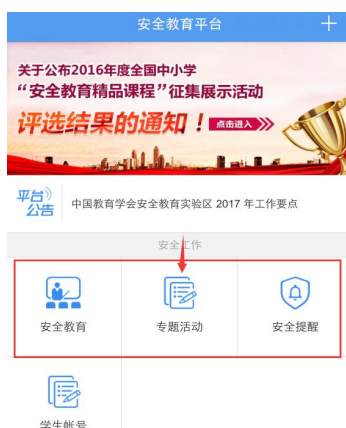 安全教育平台
关于公布2016年度全国中小学
“安全教育精品课程”征集展示活动
评选结果的通知！ 点击进入
平台
公告
中国教育学会安全教育实验区 2017 年工作要点
安全工作
安全教育 专题活动 安全提醒
学生帐号